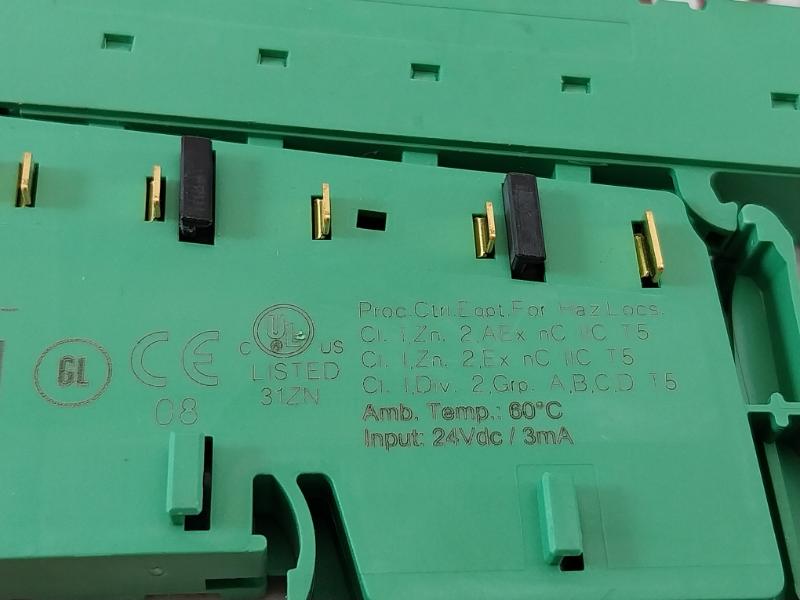 Proc.Ctrl.Eqpt.For Haz.Locs.
Cl. I,Zn. 2,AEx nC IIC T5
Cl. I,Zn. 2,Ex nC IIC T5
Cl. I,Div. 2,Grp. A,B,C,D T5
Amb. Temp.: 60°C
Input: 24Vdc / 3mA
C UL US
LISTED
31ZN
GL
CE
08